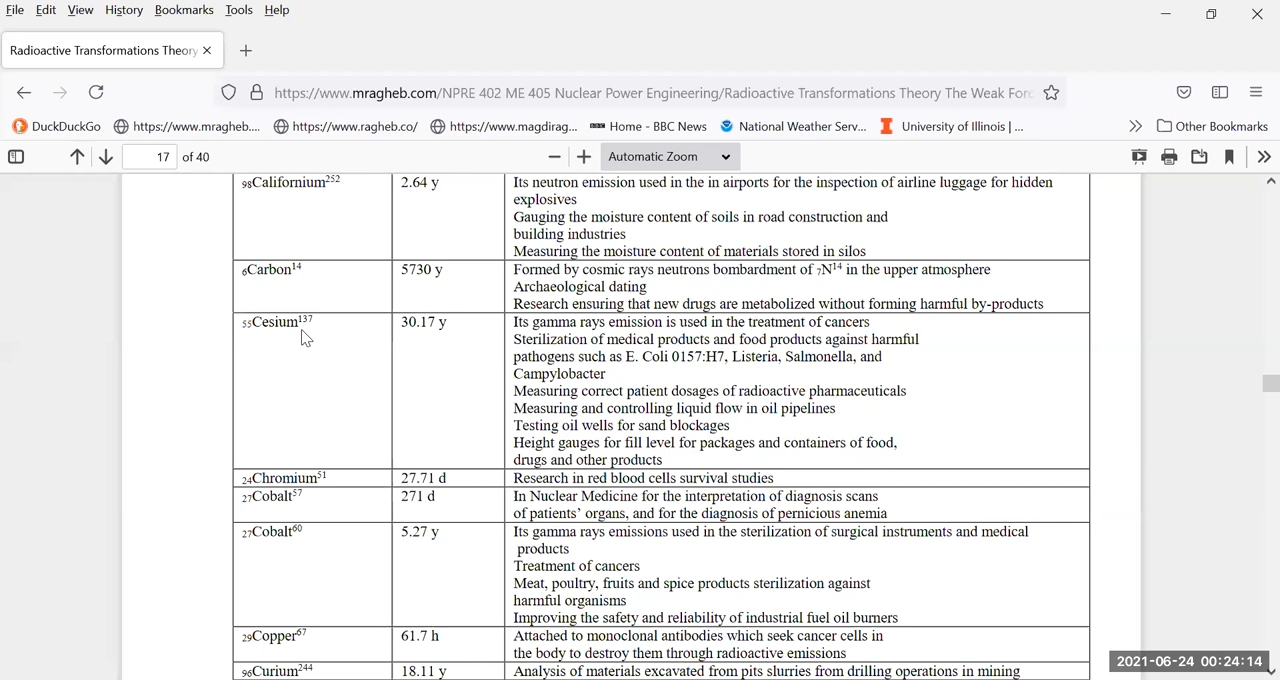 File Edit View History Bookmarks Tools Help
Radioactive Transformations Theory
https://www.mragheb.com/NPRE 402 ME 405 Nuclear Power Engineering/Radioactive Transformations Theory The Weak Forc
DuckDuckGo https://www.mragheb.... https://www.ragheb.co/ https://www.magdirag... BBC Home - BBC News National Weather Serv... University of Illinois | ... Other Bookmarks
17 of 40 Automatic Zoom
98Californium252 2.64 y Its neutron emission used in the in airports for the inspection of airline luggage for hidden
explosives
Gauging the moisture content of soils in road construction and
building industries
Measuring the moisture content of materials stored in silos
6Carbon14 5730 y Formed by cosmic rays neutrons bombardment of 7N14 in the upper atmosphere
Archaeological dating
Research ensuring that new drugs are metabolized without forming harmful by-products
55Cesium137 30.17 y Its gamma rays emission is used in the treatment of cancers
Sterilization of medical products and food products against harmful
pathogens such as E. Coli 0157:H7, Listeria, Salmonella, and
Campylobacter
Measuring correct patient dosages of radioactive pharmaceuticals
Measuring and controlling liquid flow in oil pipelines
Testing oil wells for sand blockages
Height gauges for fill level for packages and containers of food,
drugs and other products
24Chromium51 27.71 d Research in red blood cells survival studies
27Cobalt57 271 d In Nuclear Medicine for the interpretation of diagnosis scans
of patients' organs, and for the diagnosis of pernicious anemia
27Cobalt60 5.27 y Its gamma rays emissions used in the sterilization of surgical instruments and medical
products
Treatment of cancers
Meat, poultry, fruits and spice products sterilization against
harmful organisms
Improving the safety and reliability of industrial fuel oil burners
29Copper67 61.7 h Attached to monoclonal antibodies which seek cancer cells in
the body to destroy them through radioactive emissions
96Curium244 18.11 y Analysis of materials excavated from pits slurries from drilling operations in mining
2021-06-24 00:24:14